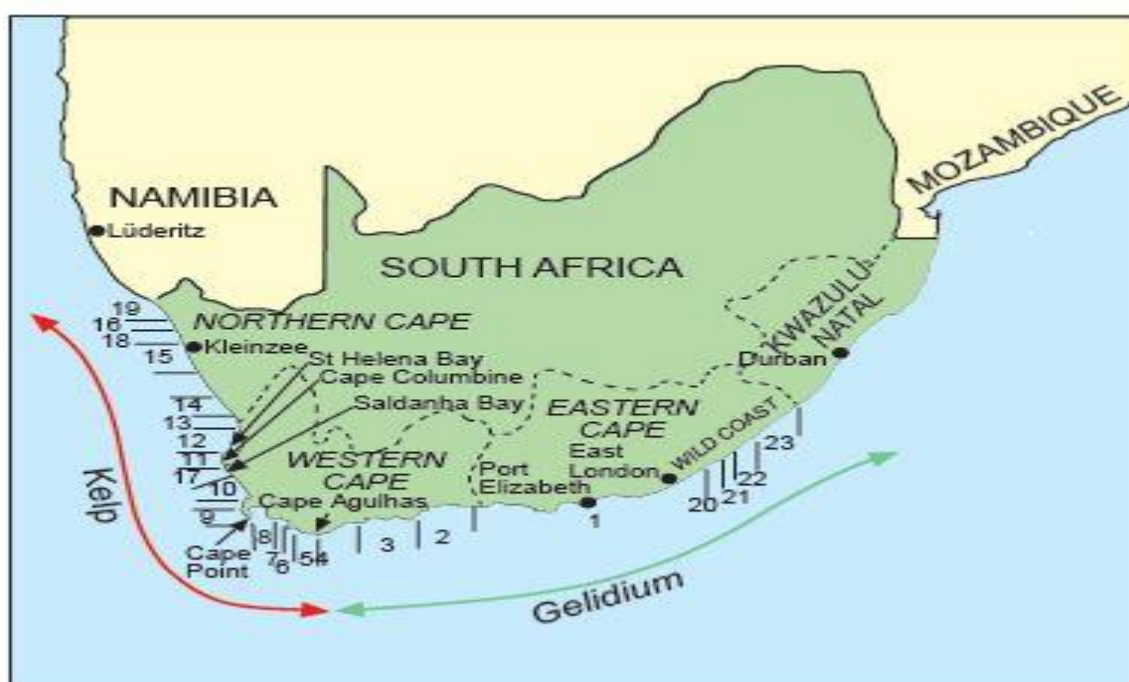 NAMIBIA
Lüderitz
MOZAMBIQUE
SOUTH AFRICA
KWAZULU
NATAL
Durban
19
16
18
15
NORTHERN CAPE
Kleinzee
St Helena Bay
Cape Columbine
Saldanha Bay
14
13
12
11
17
10
9
EASTERN
CAPE
WILD COAST
WESTERN
CAPE
Port
Elizabeth
East
London
Cape Agulhas
Cape
Point
8
7
6
5
4
3
2
1
20
21
22
23
Kelp
Gelidium